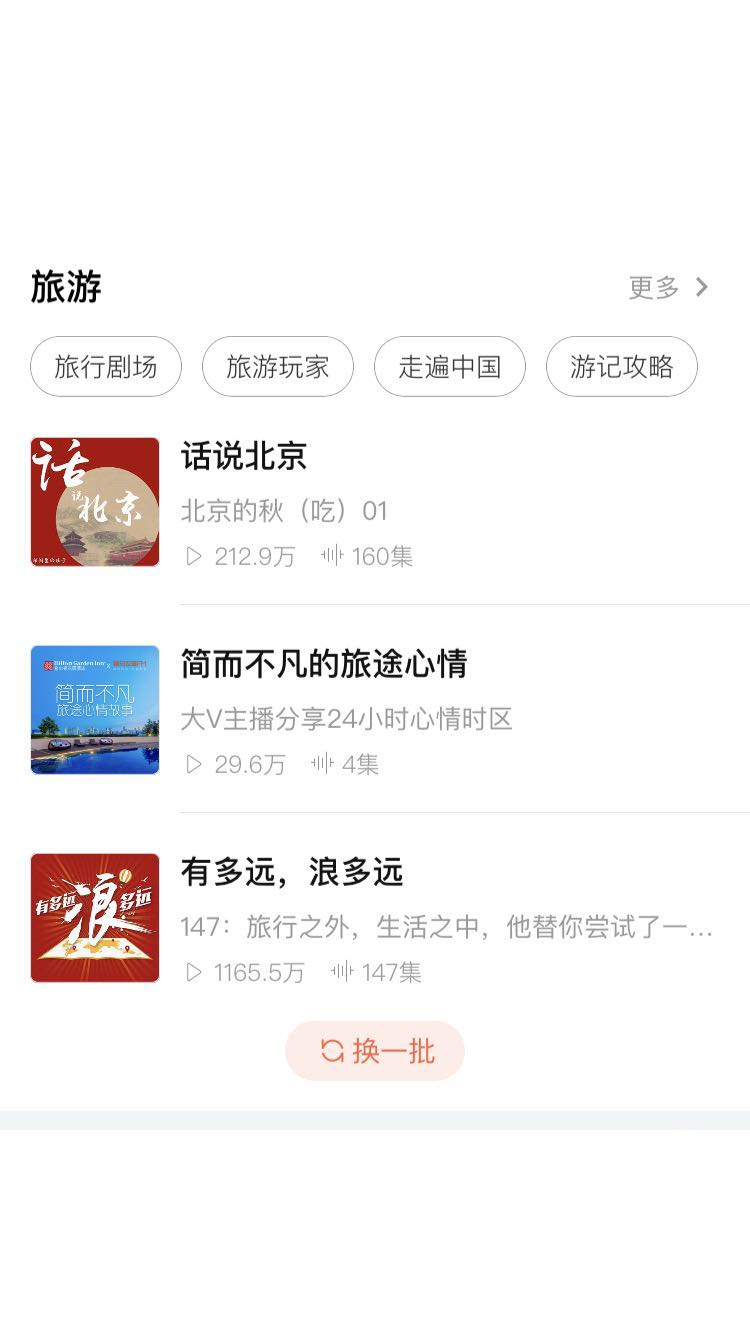 旅游
更多
旅行剧场
旅游玩家
走遍中国
游记攻略
话
说
北京
话说北京
北京的秋（吃）01
212.9万
160集
Hilton Garden Inn
简而不凡
旅途心情故事
简而不凡的旅途心情
大V主播分享24小时心情时区
29.6万
4集
有多远
浪
多远
有多远，浪多远
147：旅行之外，生活之中，他替你尝试了一...
1165.5万
147集
换一批